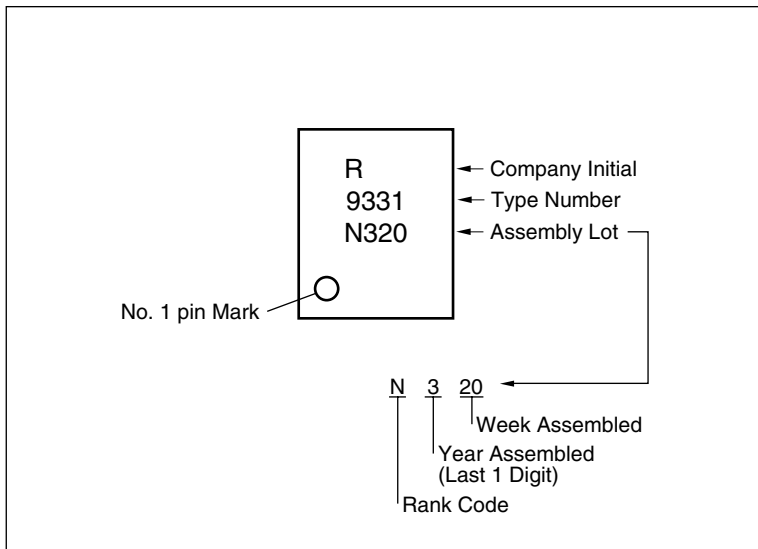 R
9331
N320
Company Initial
Type Number
Assembly Lot
No. 1 pin Mark
N 3 20
Week Assembled
Year Assembled
(Last 1 Digit)
Rank Code